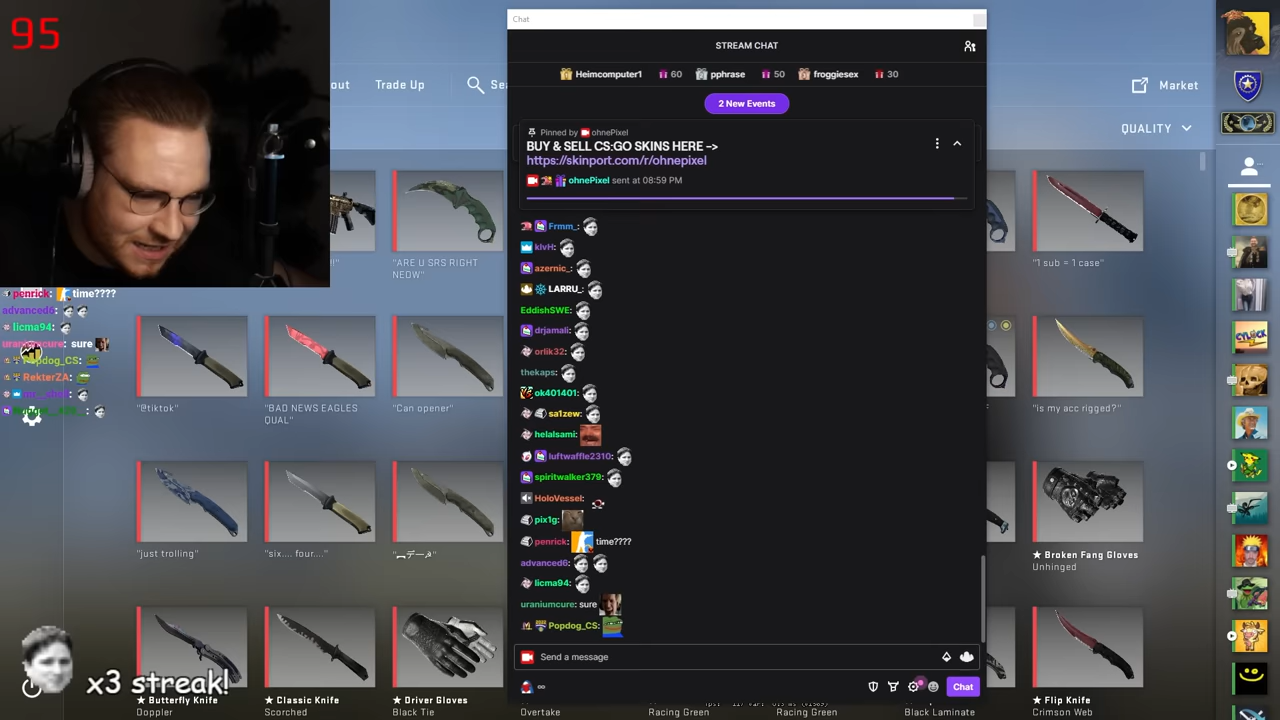 95
out
Trade Up
Sea
Market
QUALITY
Chat
STREAM CHAT
Heimcomputer1 60 pphrase 50 froggiesex 30
2 New Events
Pinned by ohnePixel
BUY & SELL CS:GO SKINS HERE ->
https://skinport.com/r/ohnepixel
ohnePixel sent at 08:59 PM
Frmm_:
klvH:
azernic_:
LARRU_:
EddishSWE:
drjamali:
orlik32:
thekaps:
ok401401:
sa1zew:
helalsami:
luftwaffle2310:
spiritwalker379:
HoloVessel:
pix1g:
penrick: time????
advanced6:
licma94:
uraniumcure: sure
Popdog_CS:
Send a message
Chat
penrick: time????
advanced6:
licma94:
uraniumcure: sure
Popdog_CS:
RekterZA:
"ARE U SRS RIGHT
NEOW"
"1 sub = 1 case"
"@tiktok"
"BAD NEWS EAGLES
QUAL"
"Can opener"
"is my acc rigged?"
"just trolling"
"six.... four...."
★ Broken Fang Gloves
Unhinged
★ Butterfly Knife
Doppler
★ Classic Knife
Scorched
★ Driver Gloves
Black Tie
Overtake
Racing Green
Racing Green
Black Laminate
★ Flip Knife
Crimson Web
x3 streak!